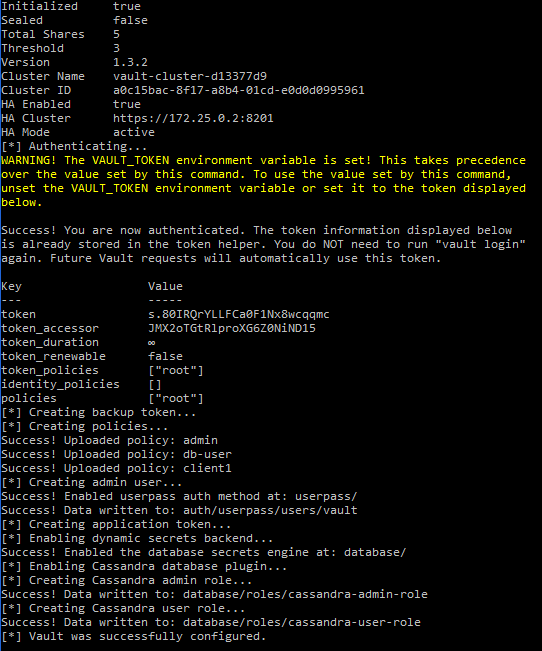 Initialized     true
Sealed          false
Total Shares    5
Threshold       3
Version         1.3.2
Cluster Name    vault-cluster-d13377d9
Cluster ID      a0c15bac-8f17-a8b4-01cd-e0d0d0995961
HA Enabled      true
HA Cluster      https://172.25.0.2:8201
HA Mode         active
[*] Authenticating...
WARNING! The VAULT_TOKEN environment variable is set! This takes precedence
over the value set by this command. To use the value set by this command,
unset the VAULT_TOKEN environment variable or set it to the token displayed
below.
Success! You are now authenticated. The token information displayed below
is already stored in the token helper. You do NOT need to run "vault login"
again. Future Vault requests will automatically use this token.
Key                  Value
---                  -----
token                s.80IRQrYLLFCa0F1Nx8wcqqmc
token_accessor       JMX2oTGtRlproXG6Z0NiND15
token_duration       ∞
token_renewable      false
token_policies       ["root"]
identity_policies    []
policies             ["root"]
[*] Creating backup token...
[*] Creating policies...
Success! Uploaded policy: admin
Success! Uploaded policy: db-user
Success! Uploaded policy: client1
[*] Creating admin user...
Success! Enabled userpass auth method at: userpass/
Success! Data written to: auth/userpass/users/vault
[*] Creating application token...
[*] Enabling dynamic secrets backend...
Success! Enabled the database secrets engine at: database/
[*] Enabling Cassandra database plugin...
[*] Creating Cassandra admin role...
Success! Data written to: database/roles/cassandra-admin-role
[*] Creating Cassandra user role...
Success! Data written to: database/roles/cassandra-user-role
[*] Vault was successfully configured.